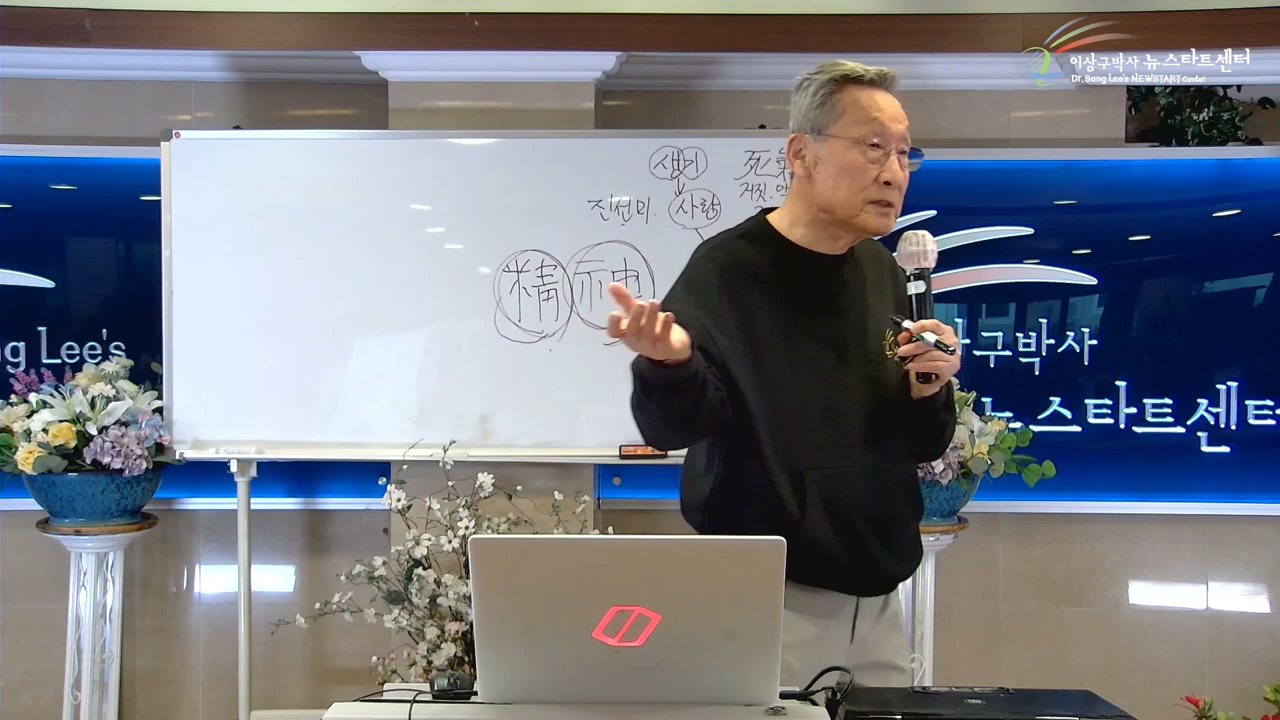 이상구박사 뉴스타트센터
Dr. Sang Lee's NEWSTART Center
생기
死氣
진선미. 사랑
거짓.
精神
ng Lee's
상구박사
뉴스타트센터